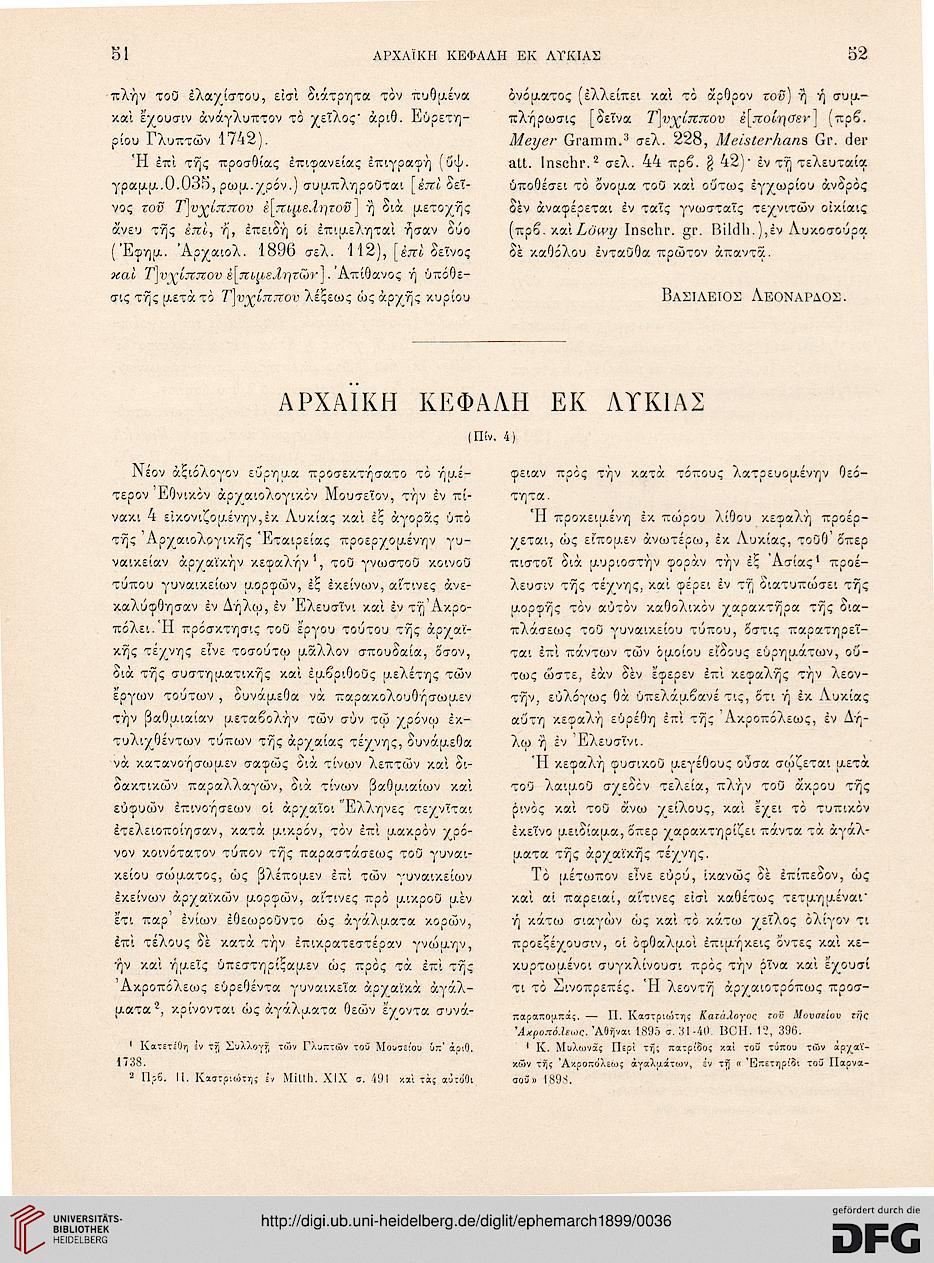 51 ΑΡΧΑΪΚΗ ΚΕΦΑΛΗ ΕΚ ΛΥΚΙΑΣ 52
πλὴν τοῦ ἐλαχίστου, εἰσὶ διάτρητα τὸν πυθμένα
καὶ ἔχουσιν ἀνάγλυπτον τὸ χεῖλος· ἀριθ. Εὑρετη-
ρίου Γλυπτῶν 1742).
Ἡ ἐπὶ τῆς προσθίας ἐπιφανείας ἐπιγραφὴ (ὕψ.
γραμμ. 0.035, ρωμ. χρόν.) συμπληροῦται [ἐπὶ δεῖ-
νος τοῦ Τ]υχίππου ἐ[πιμελητοῦ] ἢ διὰ μετοχῆς
ἄνευ τῆς ἐπί, ἤ, ἐπειδὴ οἱ ἐπιμεληταὶ ἦσαν δύο
(Ἐφημ. Ἀρχαιολ. 1896 σελ. 112), [ἐπὶ δεῖνος
καὶ Τ]υχίππου ἐ[πιμελητῶν]. Ἀπίθανος ἡ ὑπόθε-
σις τῆς μετὰ τὸ Τ]υχίππου λέξεως ὡς ἀρχῆς κυρίου
ὀνόματος (ἐλλείπει καὶ τὸ ἄρθρον τοῦ) ἢ ἡ συμ-
πλήρωσις [δεῖνα Τ]υχίππου ἐ[ποίησεν] (πρβ.
Meyer Gramm.³ σελ. 228, Meisterhans Gr. der
att. Inschr.² σελ. 44 πρβ. § 42)· ἐν τῇ τελευταίᾳ
ὑποθέσει τὸ ὄνομα τοῦ καὶ οὕτως ἐγχωρίου ἀνδρὸς
δὲν ἀναφέρεται ἐν ταῖς γνωσταῖς τεχνιτῶν οἰκίαις
(πρβ. καὶ Löwy Inschr. gr. Bildh.), ἐν Λυκοσούρᾳ
δὲ καθόλου ἐνταῦθα πρῶτον ἀπαντᾷ.
ΒΑΣΙΛΕΙΟΣ ΛΕΟΝΑΡΔΟΣ.
ΑΡΧΑΪΚΗ ΚΕΦΑΛΗ ΕΚ ΛΥΚΙΑΣ
(Πίν. 4)
Νέον ἀξιόλογον εὕρημα προσεκτήσατο τὸ ἡμέ-
τερον Ἐθνικὸν ἀρχαιολογικὸν Μουσεῖον, τὴν ἐν πί-
νακι 4 εἰκονιζομένην, ἐκ Λυκίας καὶ ἐξ ἀγορᾶς ὑπὸ
τῆς Ἀρχαιολογικῆς Ἑταιρείας προερχομένην γυ-
ναικείαν ἀρχαϊκὴν κεφαλήν¹, τοῦ γνωστοῦ κοινοῦ
τύπου γυναικείων μορφῶν, ἐξ ἐκείνων, αἵτινες ἀνε-
καλύφθησαν ἐν Δήλῳ, ἐν Ἐλευσῖνι καὶ ἐν τῇ Ἀκρο-
πόλει. Ἡ πρόσκτησις τοῦ ἔργου τούτου τῆς ἀρχαϊ-
κῆς τέχνης εἶνε τοσούτῳ μᾶλλον σπουδαία, ὅσον,
διὰ τῆς συστηματικῆς καὶ ἐμβριθοῦς μελέτης τῶν
ἔργων τούτων, δυνάμεθα νὰ παρακολουθήσωμεν
τὴν βαθμιαίαν μεταβολὴν τῶν σὺν τῷ χρόνῳ ἐκ-
τυλιχθέντων τύπων τῆς ἀρχαίας τέχνης, δυνάμεθα
νὰ κατανοήσωμεν σαφῶς διὰ τίνων λεπτῶν καὶ δι-
δακτικῶν παραλλαγῶν, διὰ τίνων βαθμιαίων καὶ
εὐφυῶν ἐπινοήσεων οἱ ἀρχαῖοι Ἕλληνες τεχνῖται
ἐτελειοποίησαν, κατὰ μικρόν, τὸν ἐπὶ μακρὸν χρό-
νον κοινότατον τύπον τῆς παραστάσεως τοῦ γυναι-
κείου σώματος, ὡς βλέπομεν ἐπὶ τῶν γυναικείων
ἐκείνων ἀρχαϊκῶν μορφῶν, αἵτινες πρὸ μικροῦ μὲν
ἔτι παρ' ἐνίων ἐθεωροῦντο ὡς ἀγάλματα κορῶν,
ἐπὶ τέλους δὲ κατὰ τὴν ἐπικρατεστέραν γνώμην,
ἣν καὶ ἡμεῖς ὑπεστηρίξαμεν ὡς πρὸς τὰ ἐπὶ τῆς
Ἀκροπόλεως εὑρεθέντα γυναικεῖα ἀρχαϊκὰ ἀγάλ-
ματα², κρίνονται ὡς ἀγάλματα θεῶν ἔχοντα συνά-
¹ Κατετέθη ἐν τῇ Συλλογῇ τῶν Γλυπτῶν τοῦ Μουσείου ὑπ' ἀριθ.
1738.
² Πρβ. Π. Καστριώτης ἐν Mitth. XIX σ. 491 καὶ τὰς αὐτόθι
φειαν πρὸς τὴν κατὰ τόπους λατρευομένην θεό-
τητα.
Ἡ προκειμένη ἐκ πώρου λίθου κεφαλὴ προέρ-
χεται, ὡς εἴπομεν ἀνωτέρω, ἐκ Λυκίας, τοῦθ' ὅπερ
πιστοῖ διὰ μυριοστὴν φορὰν τὴν ἐξ Ἀσίας¹ προέ-
λευσιν τῆς τέχνης, καὶ φέρει ἐν τῇ διατυπώσει τῆς
μορφῆς τὸν αὐτὸν καθολικὸν χαρακτῆρα τῆς δια-
πλάσεως τοῦ γυναικείου τύπου, ὅστις παρατηρεῖ-
ται ἐπὶ πάντων τῶν ὁμοίου εἴδους εὑρημάτων, οὕ-
τως ὥστε, ἐὰν δὲν ἔφερεν ἐπὶ κεφαλῆς τὴν λεον-
τῆν, εὐλόγως θὰ ὑπελάμβανέ τις, ὅτι ἡ ἐκ Λυκίας
αὕτη κεφαλὴ εὑρέθη ἐπὶ τῆς Ἀκροπόλεως, ἐν Δή-
λῳ ἢ ἐν Ἐλευσῖνι.
Ἡ κεφαλὴ φυσικοῦ μεγέθους οὖσα σῴζεται μετὰ
τοῦ λαιμοῦ σχεδὸν τελεία, πλὴν τοῦ ἄκρου τῆς
ῥινὸς καὶ τοῦ ἄνω χείλους, καὶ ἔχει τὸ τυπικὸν
ἐκεῖνο μειδίαμα, ὅπερ χαρακτηρίζει πάντα τὰ ἀγάλ-
ματα τῆς ἀρχαϊκῆς τέχνης.
Τὸ μέτωπον εἶνε εὐρύ, ἱκανῶς δὲ ἐπίπεδον, ὡς
καὶ αἱ παρειαί, αἵτινες εἰσὶ καθέτως τετμημέναι·
ἡ κάτω σιαγὼν ὡς καὶ τὸ κάτω χεῖλος ὀλίγον τι
προεξέχουσιν, οἱ ὀφθαλμοὶ ἐπιμήκεις ὄντες καὶ κε-
κυρτωμένοι συγκλίνουσι πρὸς τὴν ῥῖνα καὶ ἔχουσί
τι τὸ Σινοπρεπές. Ἡ λεοντῆ ἀρχαιοτρόπως προσ-
παραπομπάς. — Π. Καστριώτης Κατάλογος τοῦ Μουσείου τῆς
Ἀκροπόλεως. Ἀθῆναι 1895 σ. 31-40. BCH. 12, 396.
¹ Κ. Μυλωνᾶς Περὶ τῆς πατρίδος καὶ τοῦ τύπου τῶν ἀρχαϊ-
κῶν τῆς Ἀκροπόλεως ἀγαλμάτων, ἐν τῇ «Ἐπετηρίδι τοῦ Παρνα-
σοῦ» 1898.
UNIVERSITÄTS-
BIBLIOTHEK
HEIDELBERG
http://digi.ub.uni-heidelberg.de/diglit/ephemarch1899/0036
gefördert durch die
DFG